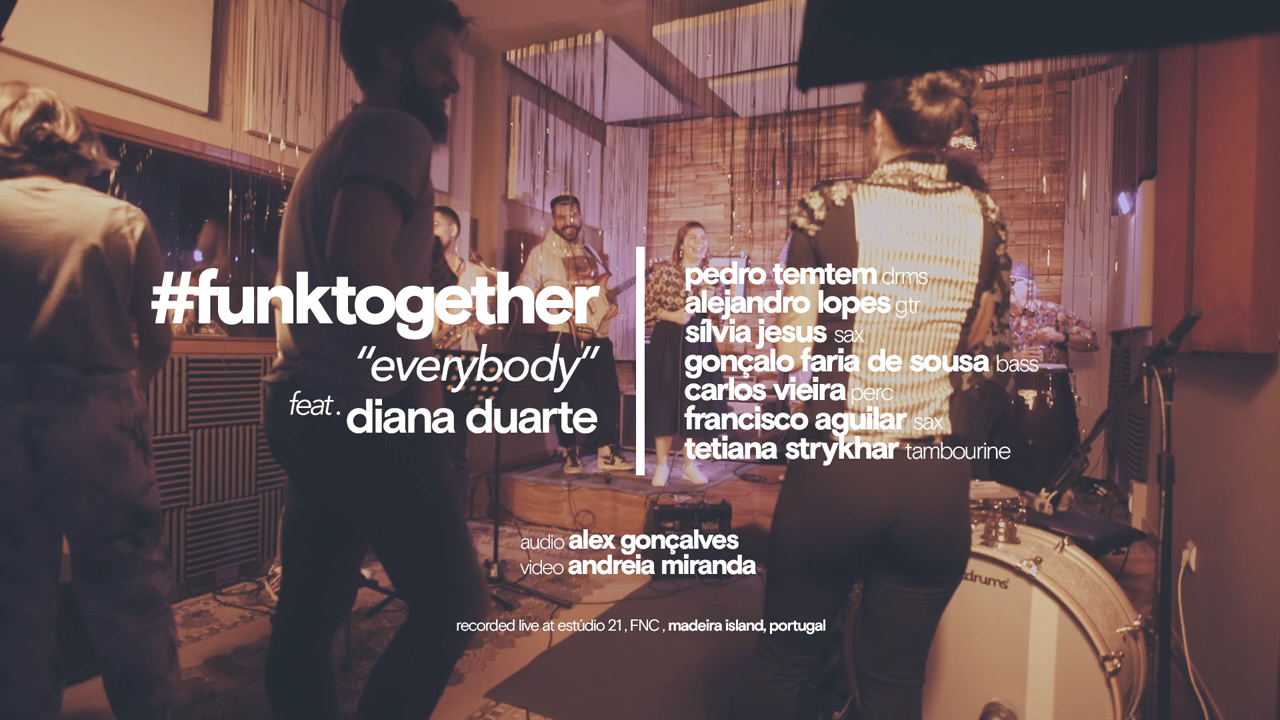 #funktogether
"everybody"
feat. diana duarte
pedro temtem drms
alejandro lopes gtr
sílvia jesus sax
gonçalo faria de sousa bass
carlos vieira perc
francisco aguilar sax
tetiana strykhar tambourine
audio alex gonçalves
video andreia miranda
recorded live at estúdio 21, FNC, madeira island, portugal